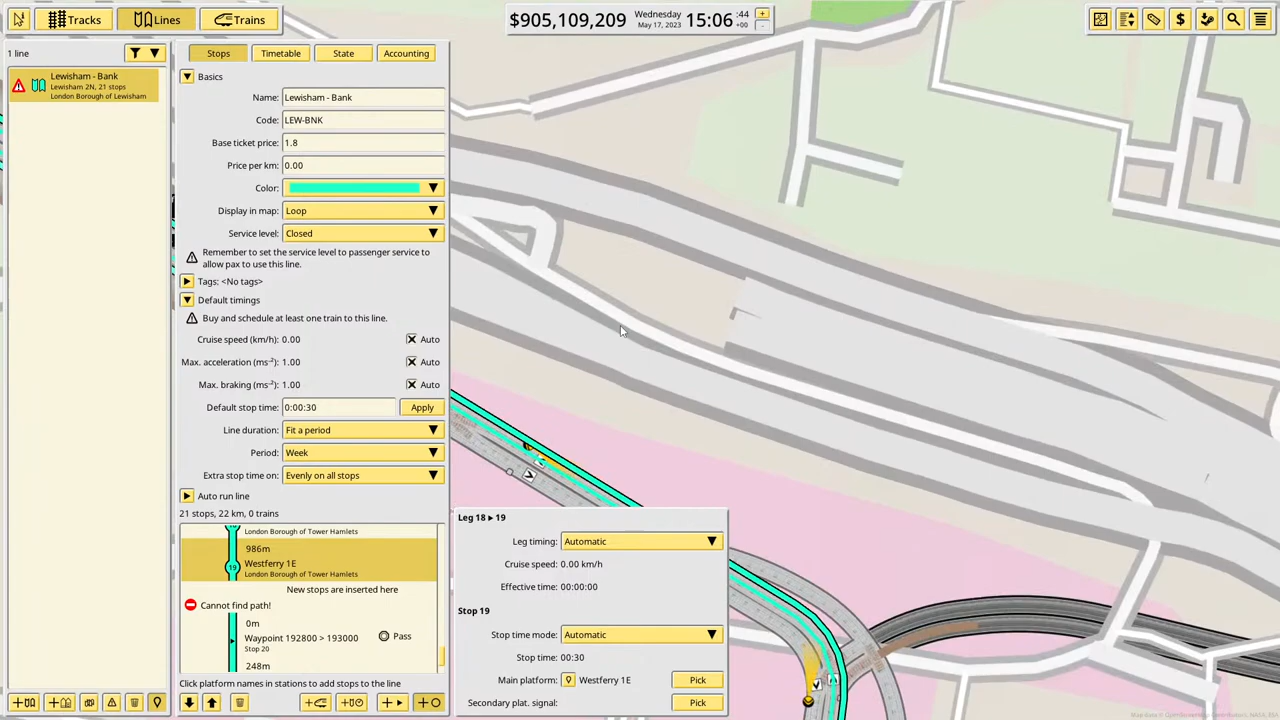 Tracks
Lines
Trains
$905,109,209
Wednesday
May 17, 2023
15:06 :44
+
-
1 line
Lewisham - Bank
Lewisham 2N, 21 stops
London Borough of Lewisham
Stops
Timetable
State
Accounting
Basics
Name: Lewisham - Bank
Code: LEW-BNK
Base ticket price: 1.8
Price per km: 0.00
Color:
Display in map: Loop
Service level: Closed
Remember to set the service level to passenger service to
allow pax to use this line.
Tags: <No tags>
Default timings
Buy and schedule at least one train to this line.
Cruise speed (km/h): 0.00 Auto
Max. acceleration (ms⁻²): 1.00 Auto
Max. braking (ms⁻²): 1.00 Auto
Default stop time: 0:00:30 Apply
Line duration: Fit a period
Period: Week
Extra stop time on: Evenly on all stops
Auto run line
21 stops, 22 km, 0 trains
London Borough of Tower Hamlets
986m
19 Westferry 1E
London Borough of Tower Hamlets
New stops are inserted here
Cannot find path!
0m
Waypoint 192800 > 193000 Pass
Stop 20
248m
Click platform names in stations to add stops to the line
Leg 18 ▸ 19
Leg timing: Automatic
Cruise speed: 0.00 km/h
Effective time: 00:00:00
Stop 19
Stop time mode: Automatic
Stop time: 00:30
Main platform: Westferry 1E Pick
Secondary plat. signal: Pick